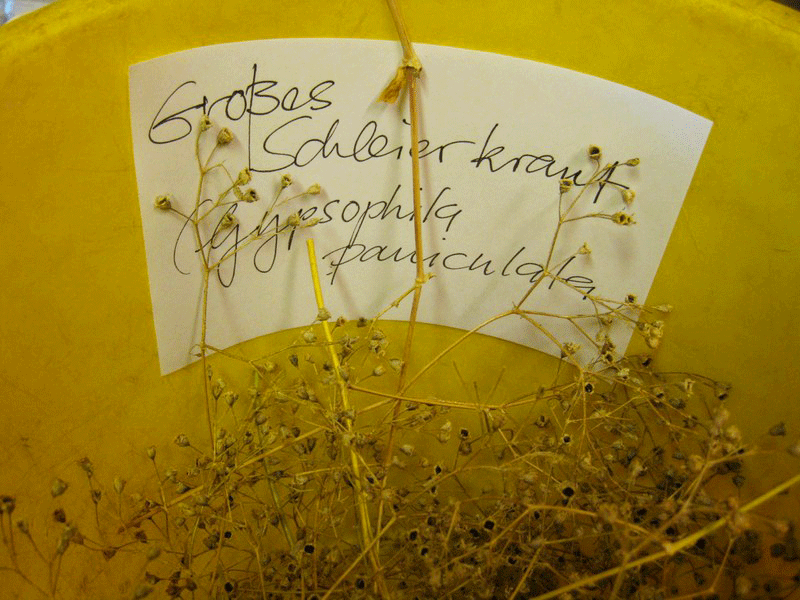 Großes
Schleierkraut
(Gypsophila
paniculata